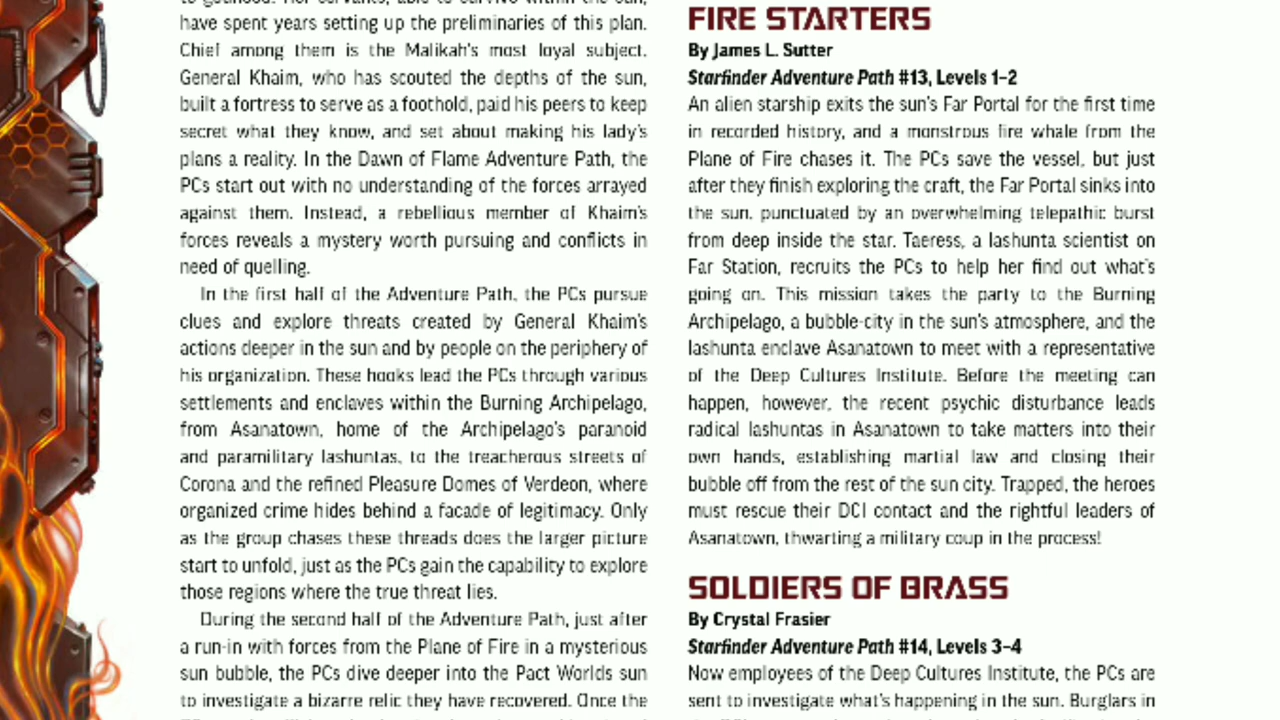 have spent years setting up the preliminaries of this plan.
Chief among them is the Malikah's most loyal subject.
General Khaim, who has scouted the depths of the sun,
built a fortress to serve as a foothold, paid his peers to keep
secret what they know, and set about making his lady's
plans a reality. In the Dawn of Flame Adventure Path, the
PCs start out with no understanding of the forces arrayed
against them. Instead, a rebellious member of Khaim's
forces reveals a mystery worth pursuing and conflicts in
need of quelling.
In the first half of the Adventure Path, the PCs pursue
clues and explore threats created by General Khaim's
actions deeper in the sun and by people on the periphery of
his organization. These hooks lead the PCs through various
settlements and enclaves within the Burning Archipelago,
from Asanatown, home of the Archipelago's paranoid
and paramilitary lashuntas, to the treacherous streets of
Corona and the refined Pleasure Domes of Verdeon, where
organized crime hides behind a facade of legitimacy. Only
as the group chases these threads does the larger picture
start to unfold, just as the PCs gain the capability to explore
those regions where the true threat lies.
During the second half of the Adventure Path, just after
a run-in with forces from the Plane of Fire in a mysterious
sun bubble, the PCs dive deeper into the Pact Worlds sun
to investigate a bizarre relic they have recovered. Once the
FIRE STARTERS
By James L. Sutter
Starfinder Adventure Path #13, Levels 1–2
An alien starship exits the sun's Far Portal for the first time
in recorded history, and a monstrous fire whale from the
Plane of Fire chases it. The PCs save the vessel, but just
after they finish exploring the craft, the Far Portal sinks into
the sun, punctuated by an overwhelming telepathic burst
from deep inside the star. Taeress, a lashunta scientist on
Far Station, recruits the PCs to help her find out what's
going on. This mission takes the party to the Burning
Archipelago, a bubble-city in the sun's atmosphere, and the
lashunta enclave Asanatown to meet with a representative
of the Deep Cultures Institute. Before the meeting can
happen, however, the recent psychic disturbance leads
radical lashuntas in Asanatown to take matters into their
own hands, establishing martial law and closing their
bubble off from the rest of the sun city. Trapped, the heroes
must rescue their DCI contact and the rightful leaders of
Asanatown, thwarting a military coup in the process!
SOLDIERS OF BRASS
By Crystal Frasier
Starfinder Adventure Path #14, Levels 3–4
Now employees of the Deep Cultures Institute, the PCs are
sent to investigate what's happening in the sun. Burglars in